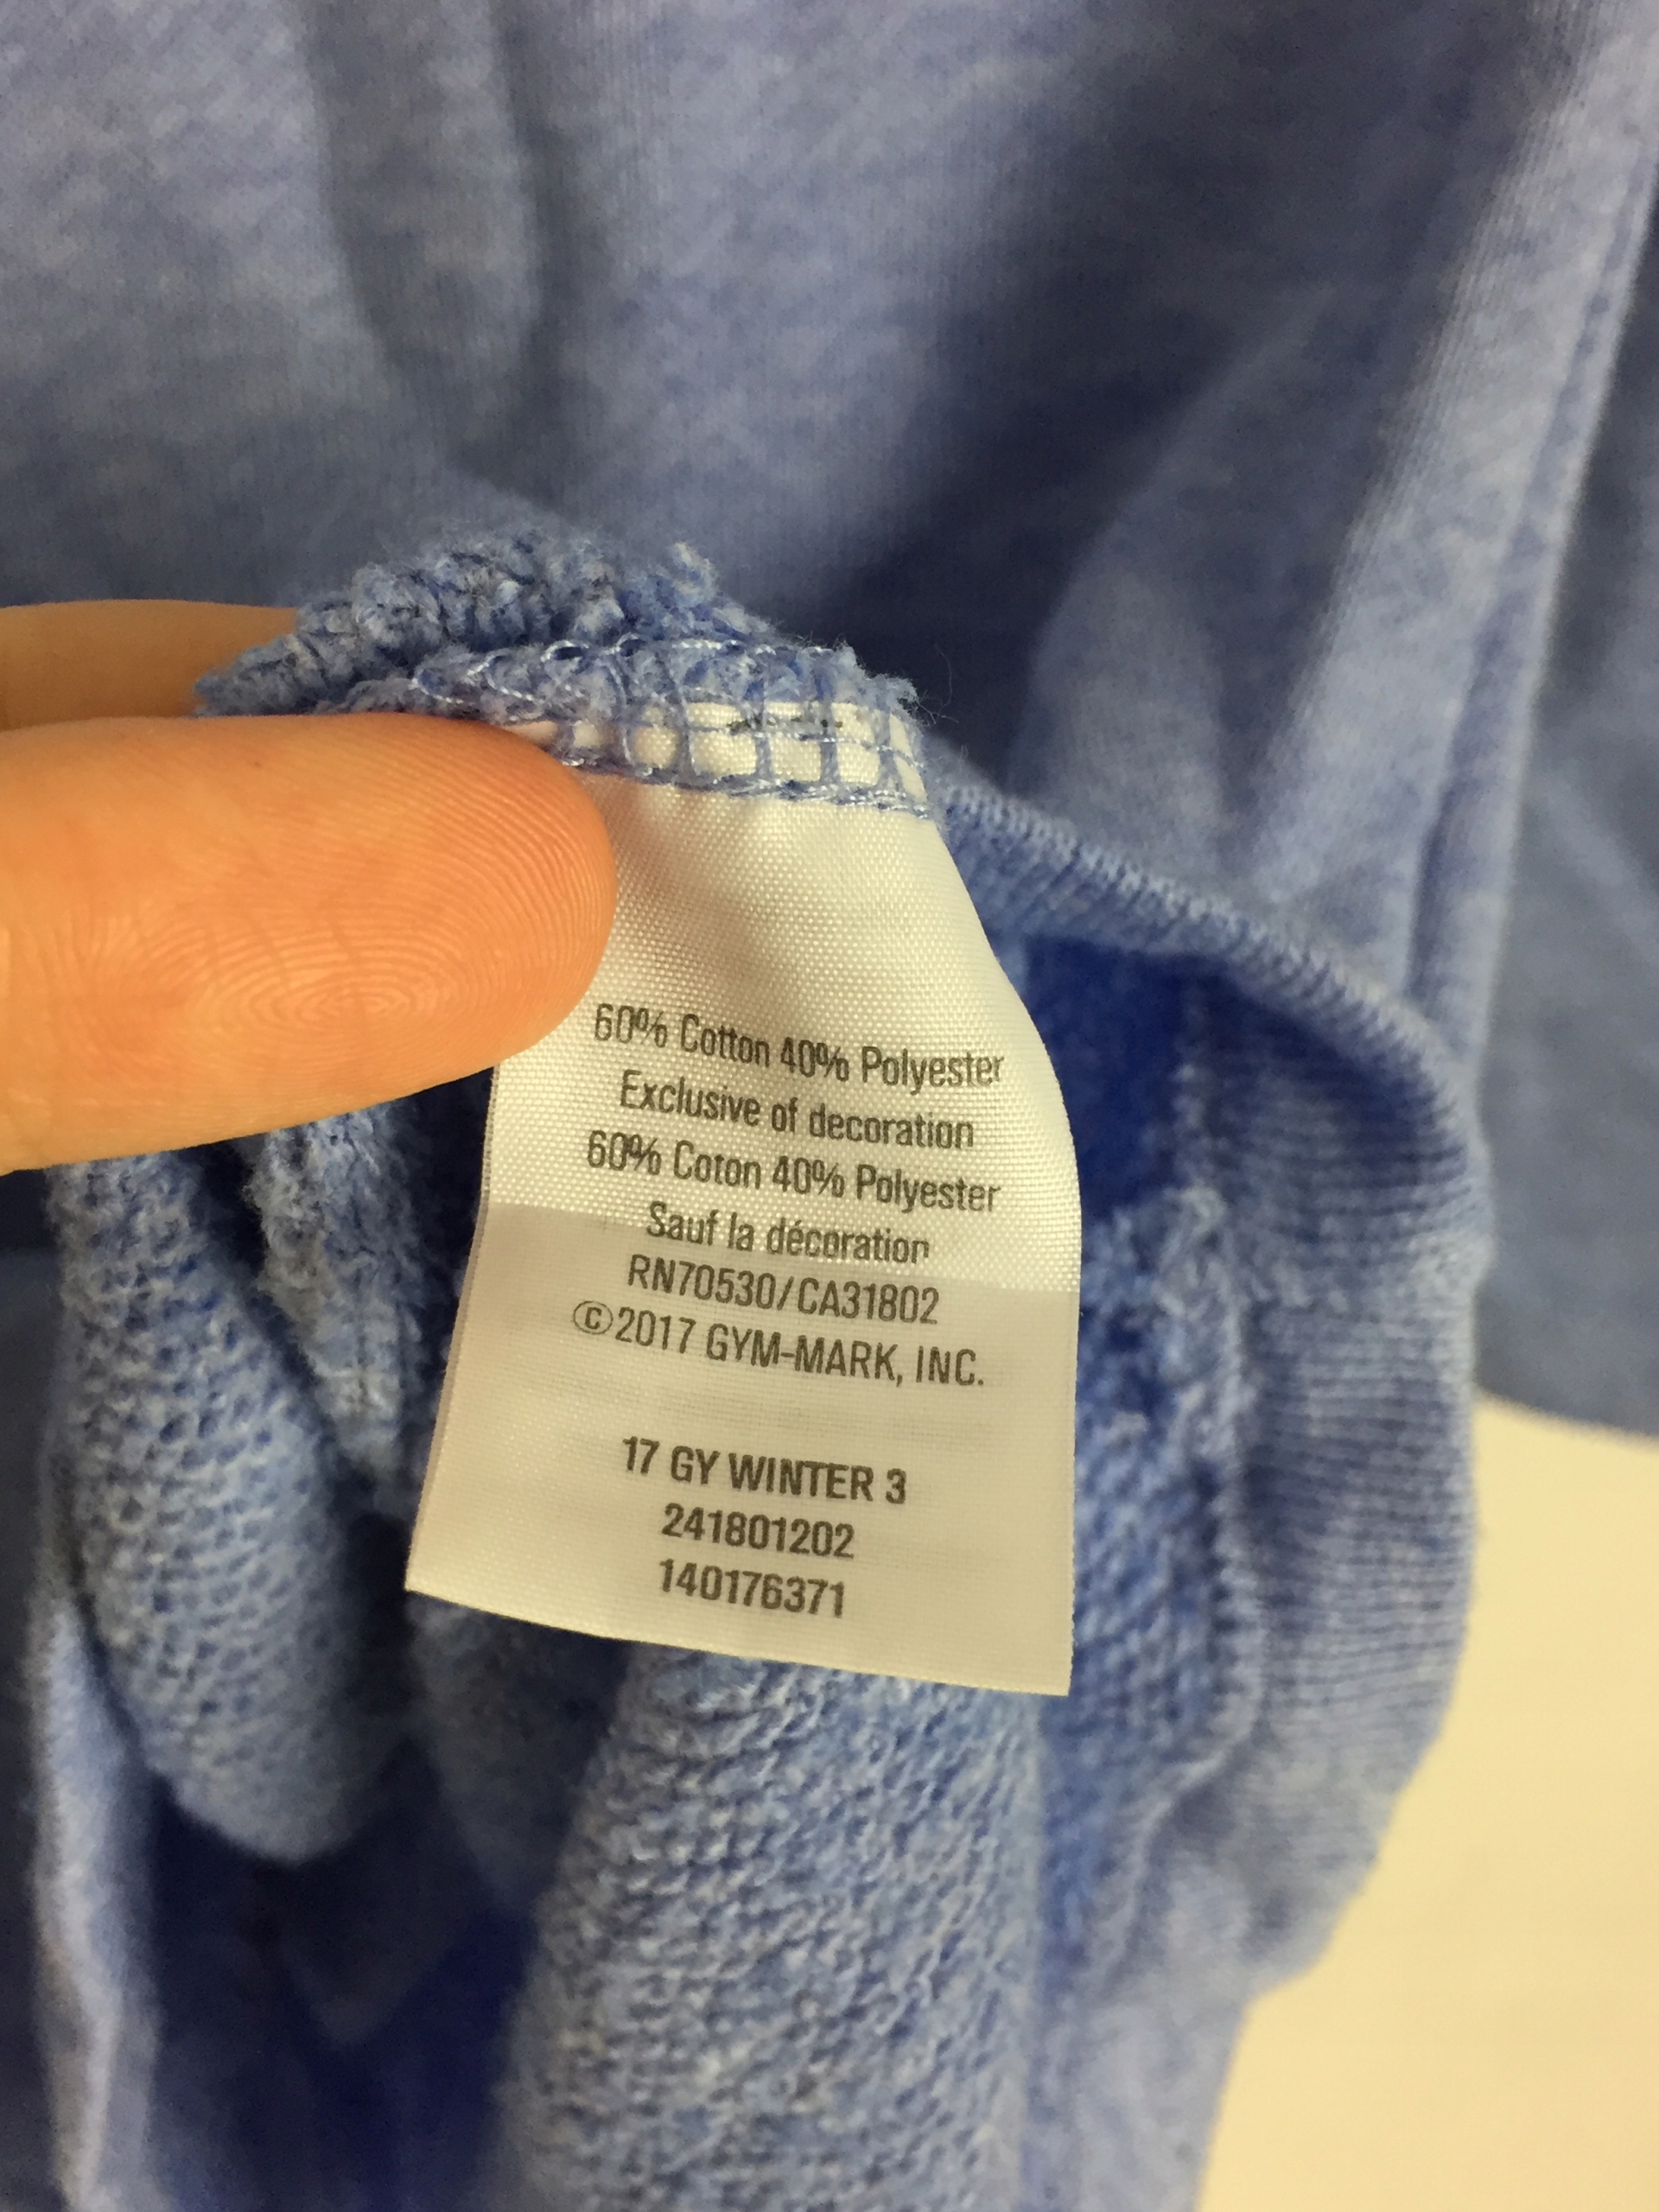 60% Cotton 40% Polyester
Exclusive of decoration
60% Coton 40% Polyester
Sauf la décoration
RN70530/CA31802
©2017 GYM-MARK, INC.
17 GY WINTER 3
241801202
140176371